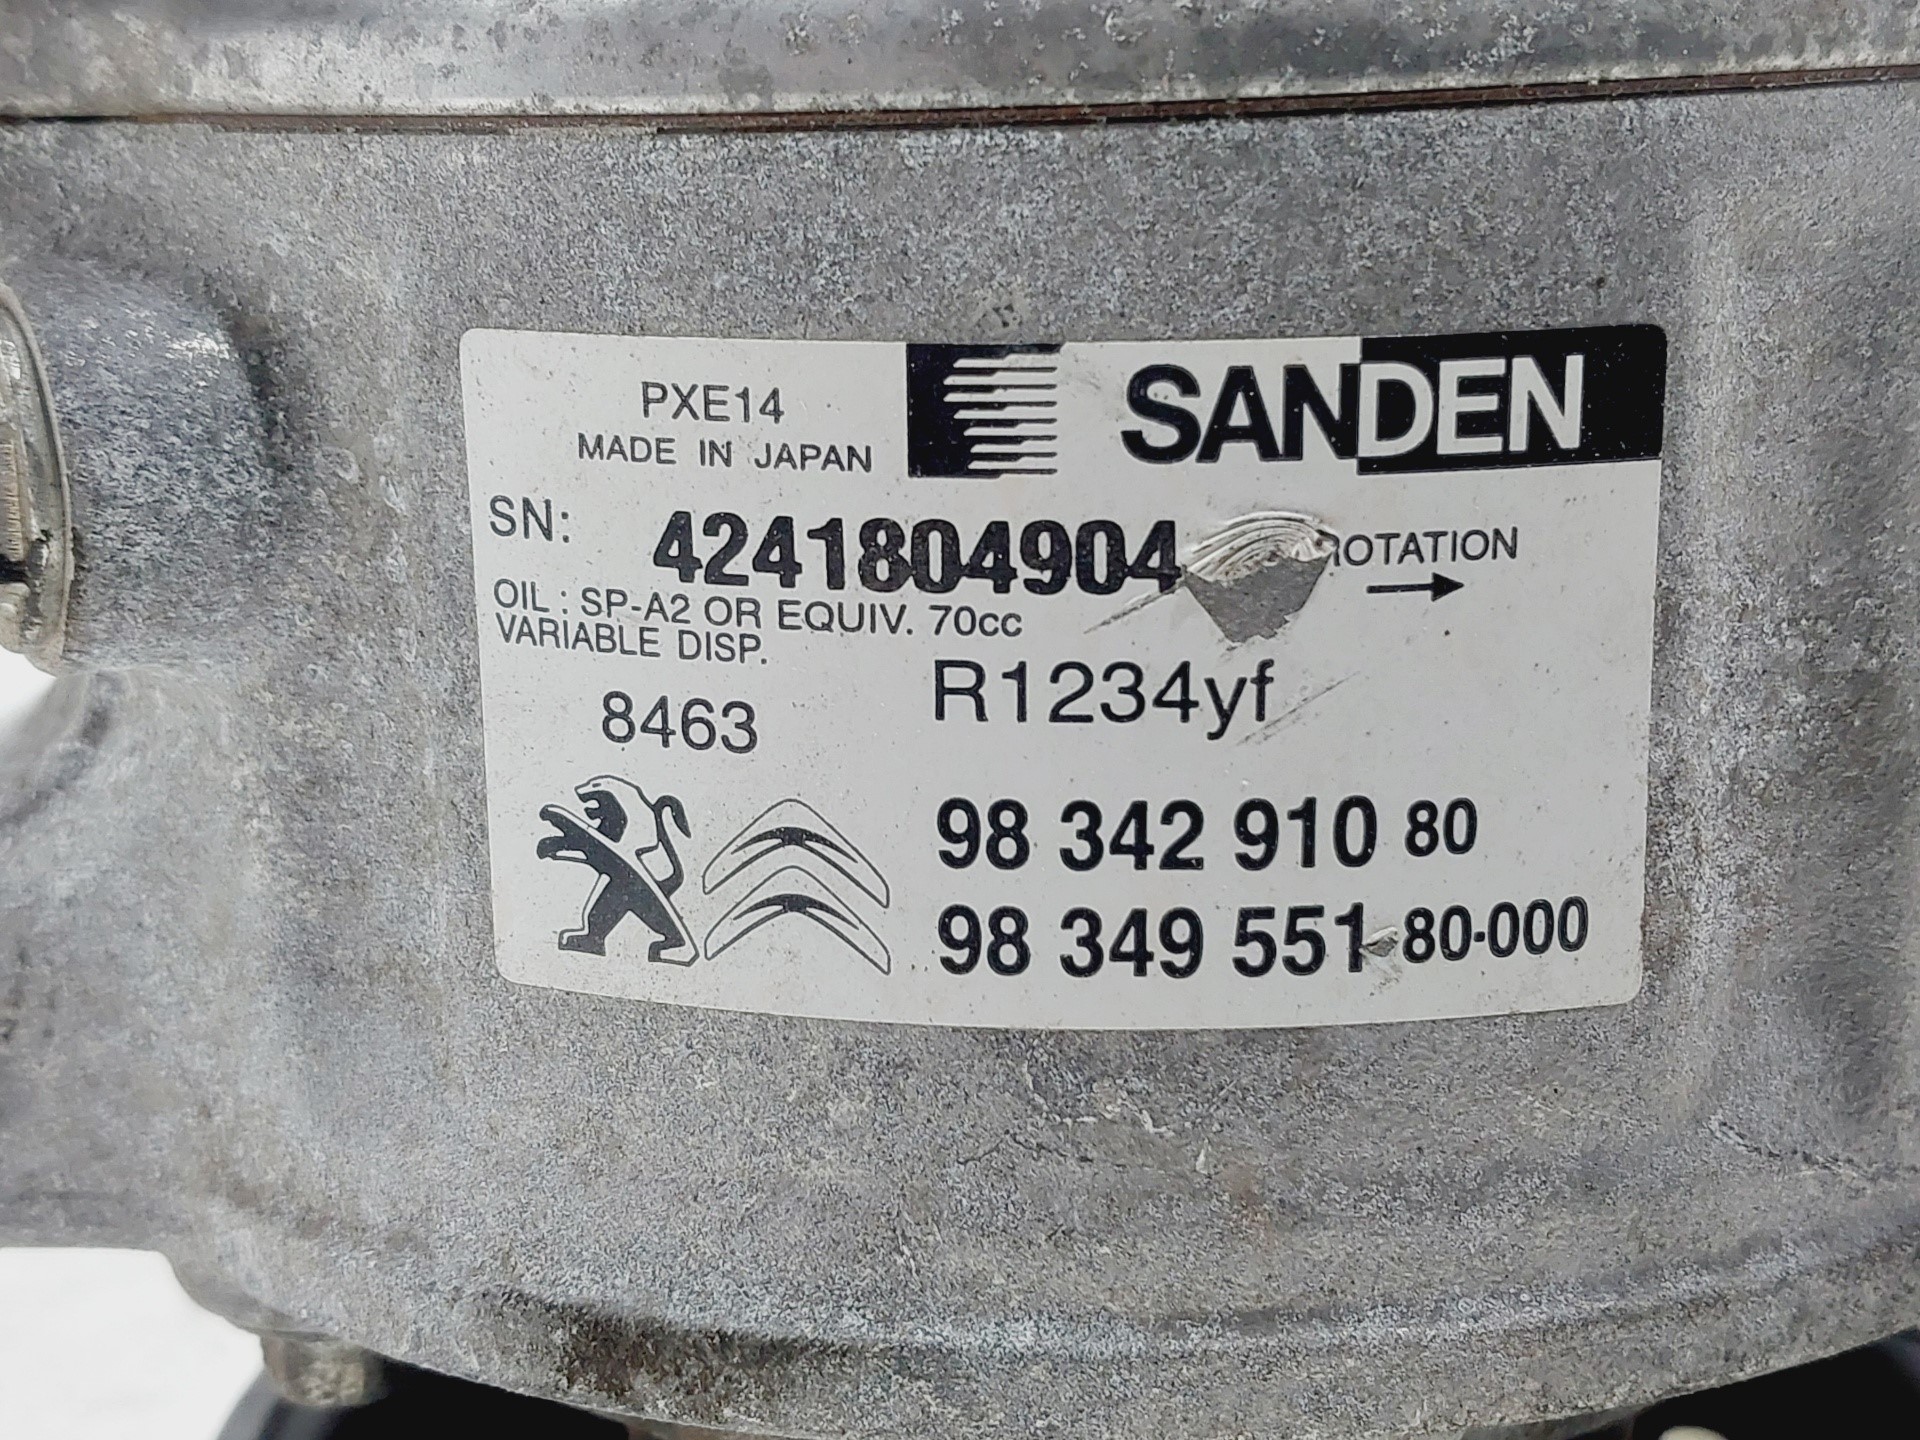 PXE14
MADE IN JAPAN
SANDEN
SN: 4241804904
ROTATION
OIL : SP-A2 OR EQUIV. 70cc
VARIABLE DISP.
8463
R1234yf
98 342 910 80
98 349 551 80-000